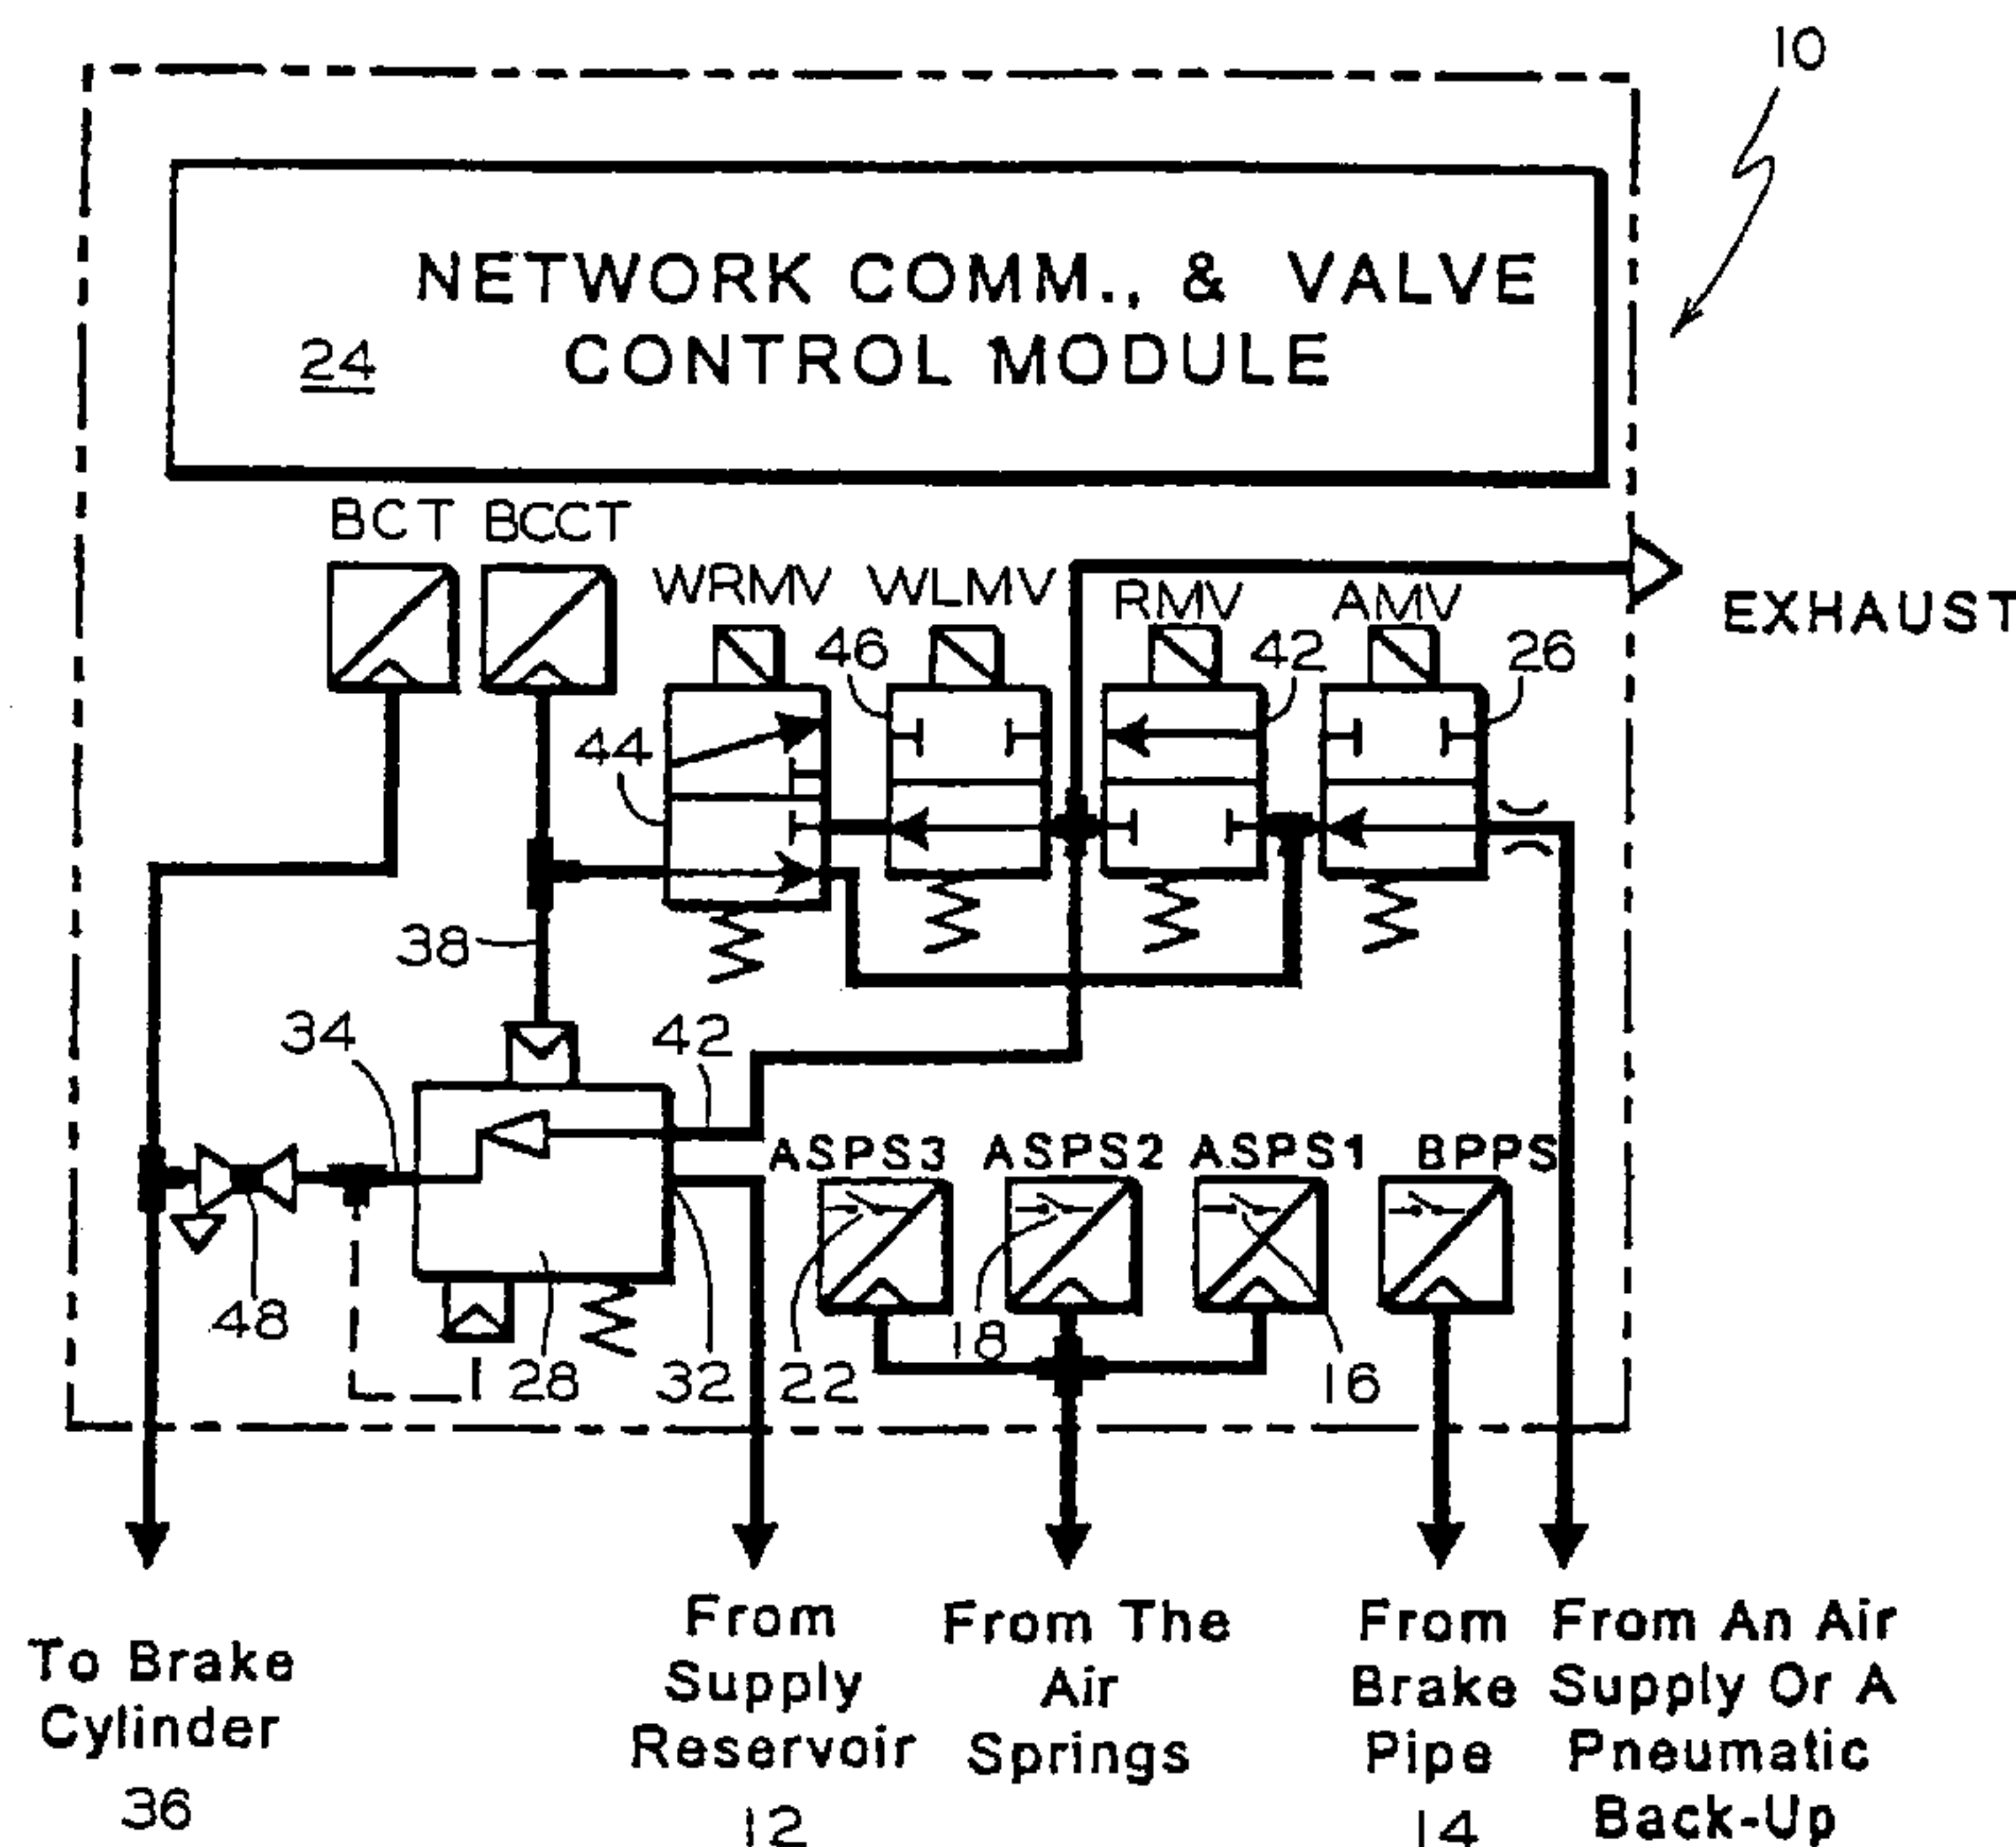 10
NETWORK COMM., & VALVE
24 CONTROL MODULE
BCT BCCT
WRMV WLMV RMV AMV
EXHAUST
46 42 26
44
38
34 42
ASPS3 ASPS2 ASPS1 BPPS
48 28 32 22 18 16
To Brake
Cylinder
36
From
Supply
Reservoir
12
From The
Air
Springs
From
Brake
Pipe
14
From An Air
Supply Or A
Pneumatic
Back-Up